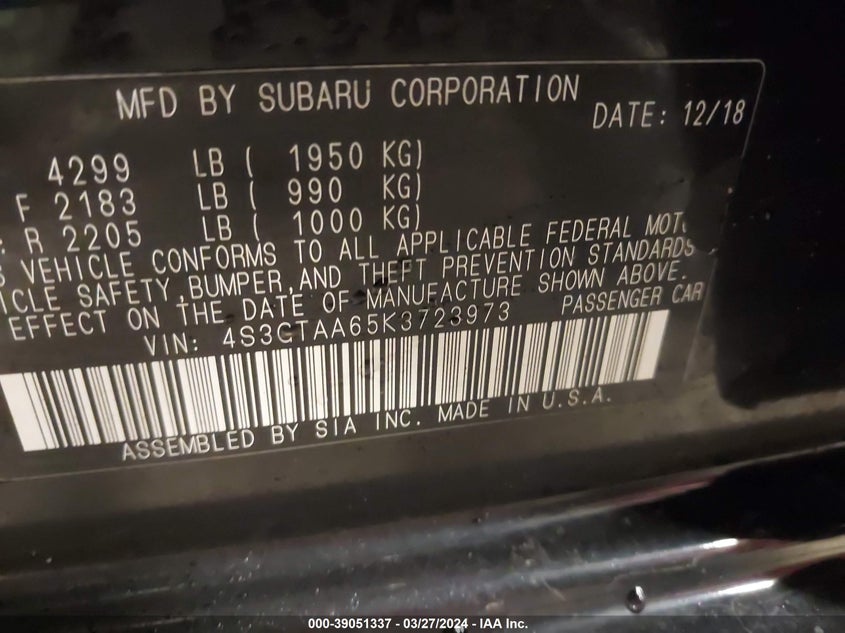 MFD BY SUBARU CORPORATION
DATE: 12/18
4299 LB ( 1950 KG)
F 2183 LB ( 990 KG)
R 2205 LB ( 1000 KG)
VEHICLE CONFORMS TO ALL APPLICABLE FEDERAL
SAFETY, BUMPER, AND THEFT PREVENTION STANDARDS
EFFECT ON THE DATE OF MANUFACTURE SHOWN ABOVE.
PASSENGER CAR
VIN: 4S3GTAA65K3723973
ASSEMBLED BY SIA INC. MADE IN U.S.A.
000-39051337 — 03/27/2024 — IAA Inc.